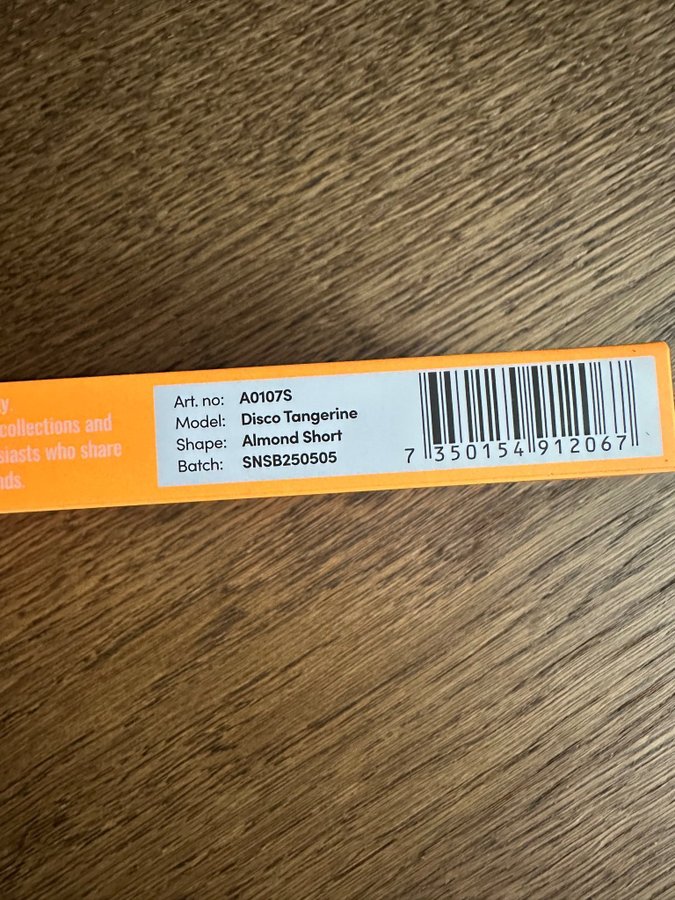 y.
collections and
siasts who share
nds.
Art. no: A0107S
Model: Disco Tangerine
Shape: Almond Short
Batch: SNSB250505
7 350154 912067